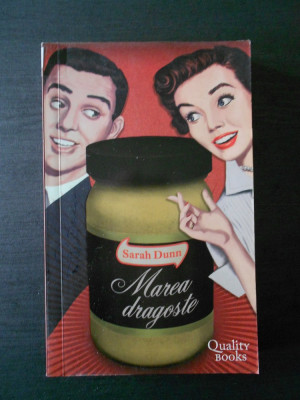 Sarah Dunn
Marea
dragoste
Quality
BOOKS